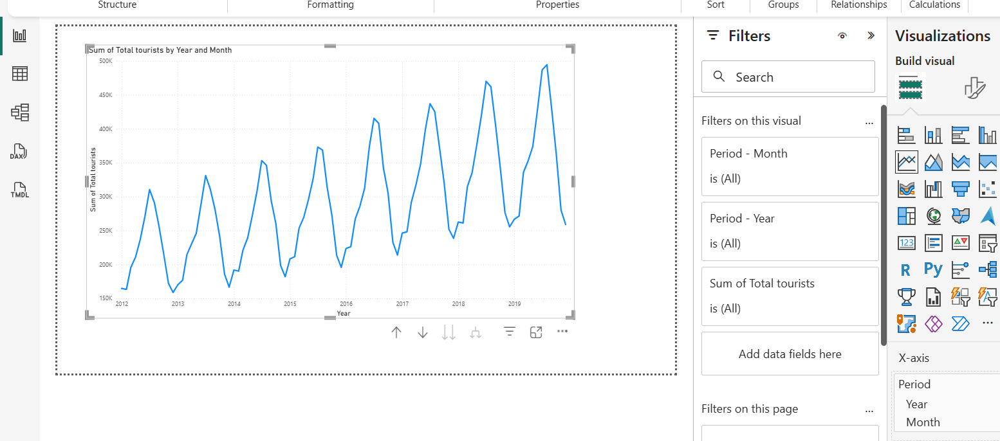 Structure
Formatting
Properties
Sort
Groups
Relationships
Calculations
DAX
TMDL
Sum of Total tourists by Year and Month
Sum of Total tourists
500K
450K
400K
350K
300K
250K
200K
150K
2012 2013 2014 2015 2016 2017 2018 2019
Year
Filters
Search
Filters on this visual
Period - Month
is (All)
Period - Year
is (All)
Sum of Total tourists
is (All)
Add data fields here
Filters on this page
Visualizations
Build visual
123
R
Py
A
X-axis
Period
Year
Month